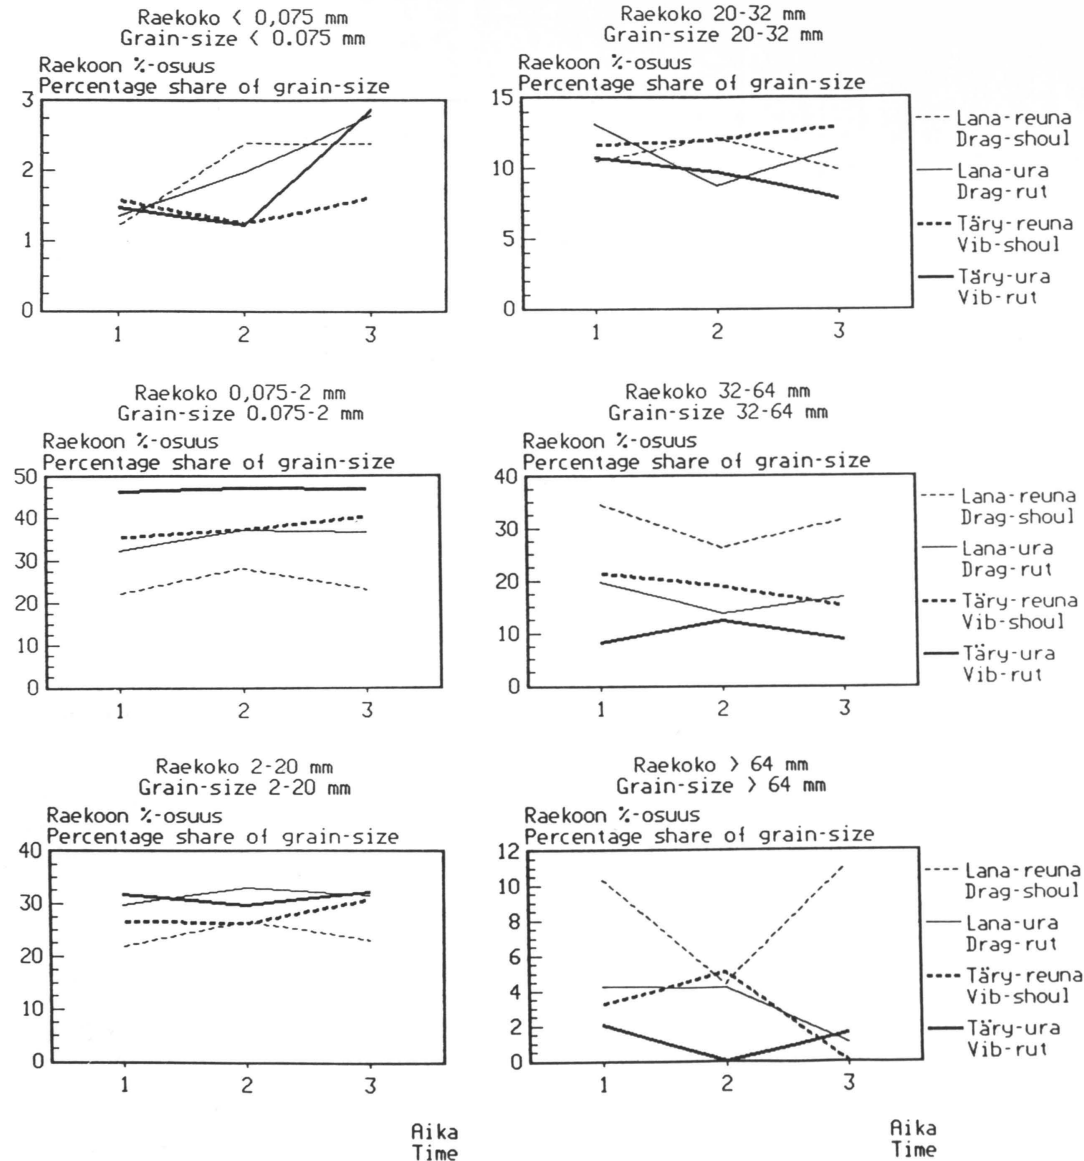 Raekoko < 0,075 mm
Grain-size < 0.075 mm
Raekoon %-osuus
Percentage share of grain-size
3
2
1
0
1 2 3
Raekoko 20-32 mm
Grain-size 20-32 mm
Raekoon %-osuus
Percentage share of grain-size
15
10
5
0
1 2 3
Lana-reuna
Drag-shoul
Lana-ura
Drag-rut
Täry-reuna
Vib-shoul
Täry-ura
Vib-rut
Raekoko 0,075-2 mm
Grain-size 0.075-2 mm
Raekoon %-osuus
Percentage share of grain-size
50
40
30
20
10
0
1 2 3
Raekoko 32-64 mm
Grain-size 32-64 mm
Raekoon %-osuus
Percentage share of grain-size
40
30
20
10
0
1 2 3
Lana-reuna
Drag-shoul
Lana-ura
Drag-rut
Täry-reuna
Vib-shoul
Täry-ura
Vib-rut
Raekoko 2-20 mm
Grain-size 2-20 mm
Raekoon %-osuus
Percentage share of grain-size
40
30
20
10
0
1 2 3
Aika
Time
Raekoko > 64 mm
Grain-size > 64 mm
Raekoon %-osuus
Percentage share of grain-size
12
10
8
6
4
2
0
1 2 3
Lana-reuna
Drag-shoul
Lana-ura
Drag-rut
Täry-reuna
Vib-shoul
Täry-ura
Vib-rut
Aika
Time